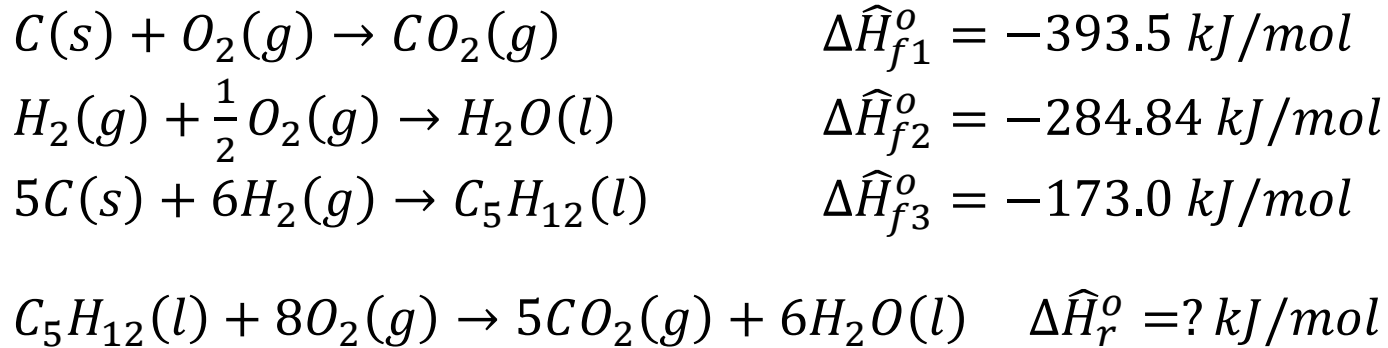 C(s) + O₂(g) → CO₂(g) ΔĤ°f1 = −393.5 kJ/mol
H₂(g) + ½O₂(g) → H₂O(l) ΔĤ°f2 = −284.84 kJ/mol
5C(s) + 6H₂(g) → C₅H₁₂(l) ΔĤ°f3 = −173.0 kJ/mol
C₅H₁₂(l) + 8O₂(g) → 5CO₂(g) + 6H₂O(l) ΔĤ°r =? kJ/mol